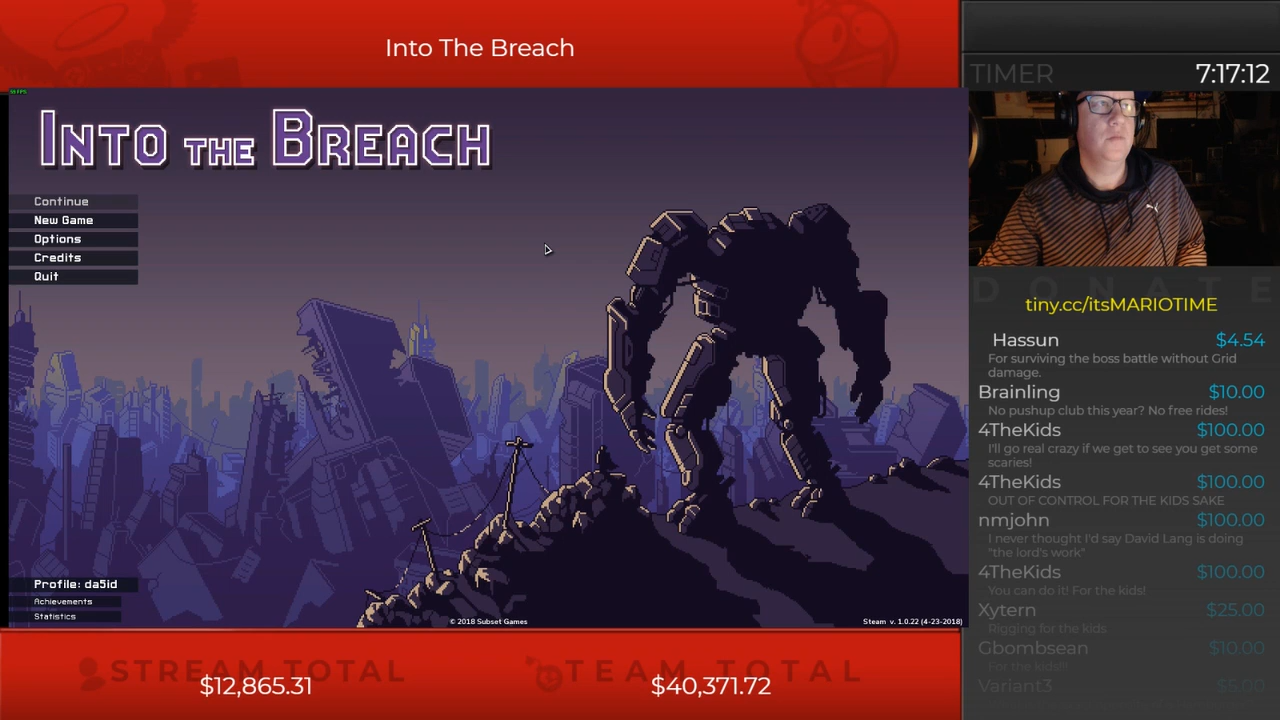 Into The Breach
TIMER
7:17:12
INTO THE BREACH
Continue
New Game
Options
Credits
Quit
Profile: da5id
Achievements
Statistics
© 2018 Subset Games
Steam v. 1.0.22 (4-23-2018)
DONATE
tiny.cc/itsMARIOTIME
Hassun $4.54
For surviving the boss battle without Grid
damage.
Brainling $10.00
No pushup club this year? No free rides!
4TheKids $100.00
I'll go real crazy if we get to see you get some
scaries!
4TheKids $100.00
OUT OF CONTROL FOR THE KIDS SAKE
nmjohn $100.00
I never thought I'd say David Lang is doing
"the lord's work"
4TheKids $100.00
You can do it! For the kids!
Xytern $25.00
Rigging for the kids
Gbombsean $10.00
For the kids!!
Variant3 $5.00
STREAM TOTAL
$12,865.31
TEAM TOTAL
$40,371.72